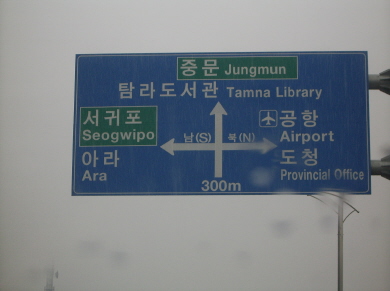 중문 Jungmun
탐라도서관 Tamna Library
서귀포
Seogwipo
아라
Ara
남(S)
북(N)
공항
Airport
도청
Provincial Office
300m